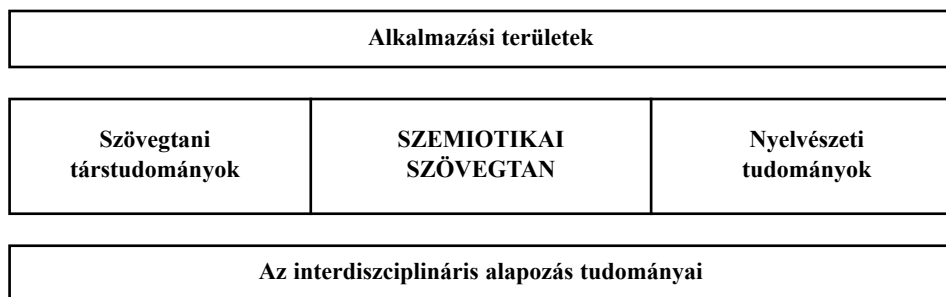 Alkalmazási területek
Szövegtani
társtudományok
SZEMIOTIKAI
SZÖVEGTAN
Nyelvészeti
tudományok
Az interdiszciplináris alapozás tudományai